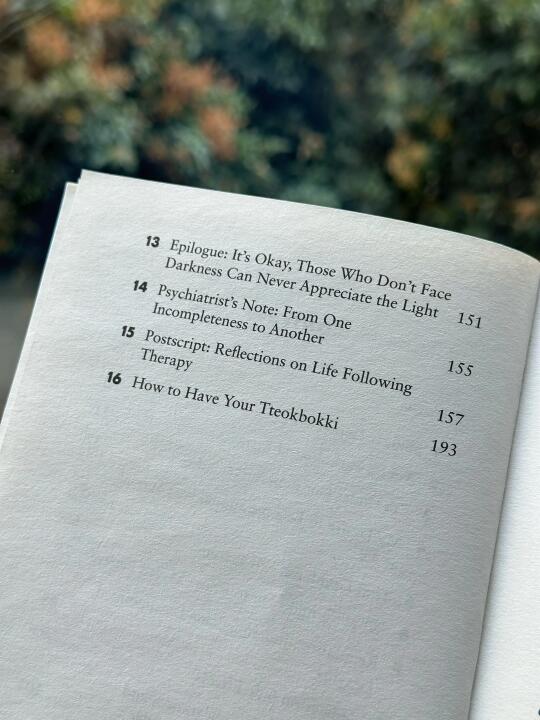 13 Epilogue: It's Okay, Those Who Don't Face
Darkness Can Never Appreciate the Light 151
14 Psychiatrist's Note: From One
Incompleteness to Another 155
15 Postscript: Reflections on Life Following
Therapy 157
16 How to Have Your Tteokbokki 193